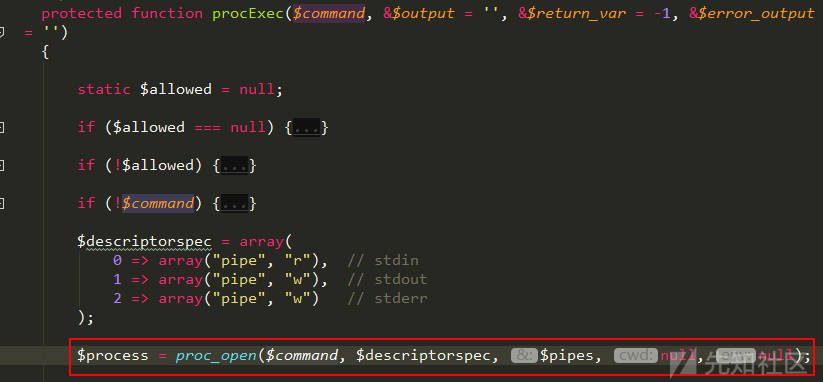 protected function procExec($command, &$output = '', &$return_var = -1, &$error_output
= '')
{
static $allowed = null;
if ($allowed === null) {...}
if (!$allowed) {...}
if (!$command) {...}
$descriptorspec = array(
0 => array("pipe", "r"),  // stdin
1 => array("pipe", "w"),  // stdout
2 => array("pipe", "w")   // stderr
);
$process = proc_open($command, $descriptorspec, &: $pipes, cwd: null, null);
先知社区